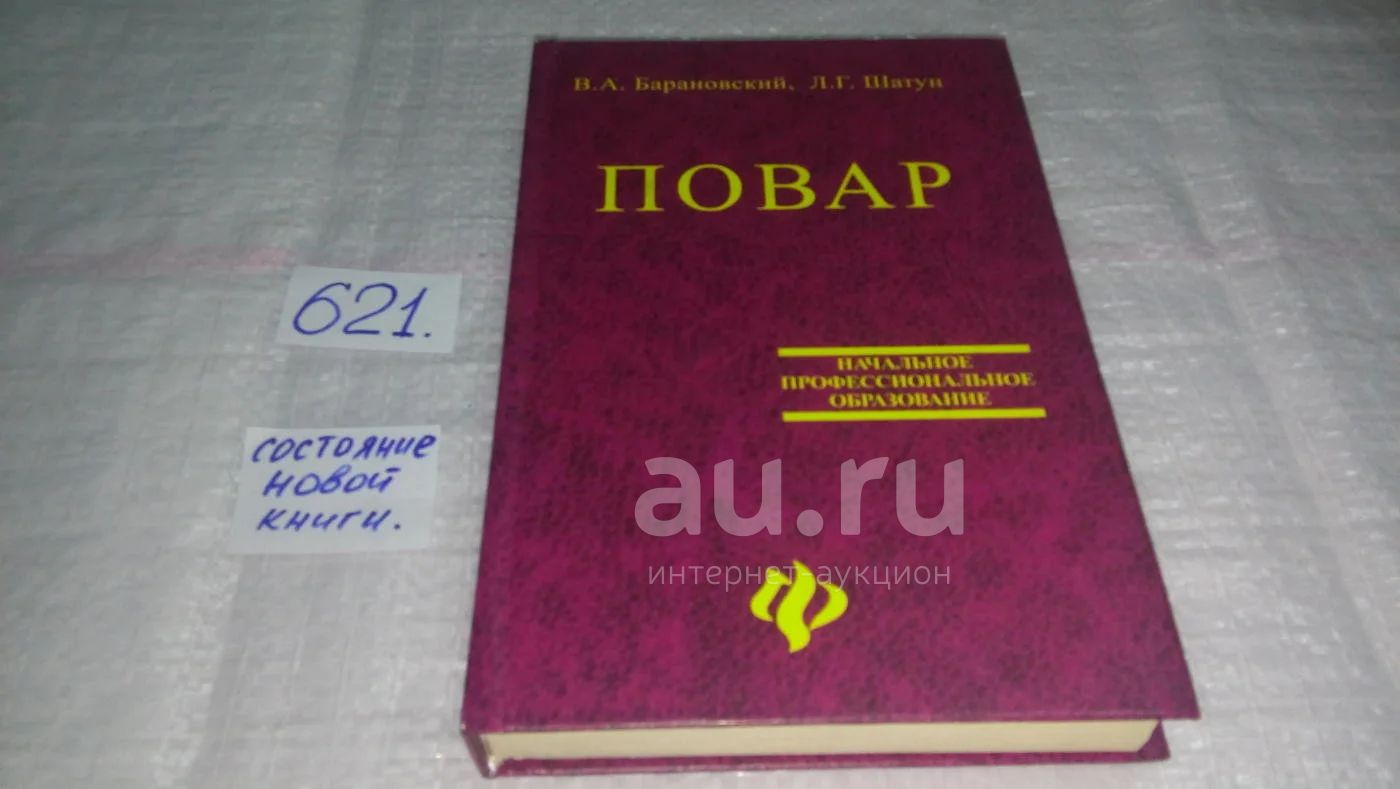 В.А. Барановский, Л.Г. Шатун
ПОВАР
621.
НАЧАЛЬНОЕ
ПРОФЕССИОНАЛЬНОЕ
ОБРАЗОВАНИЕ
состояние
новой
книги.
au.ru
интернет-аукцион